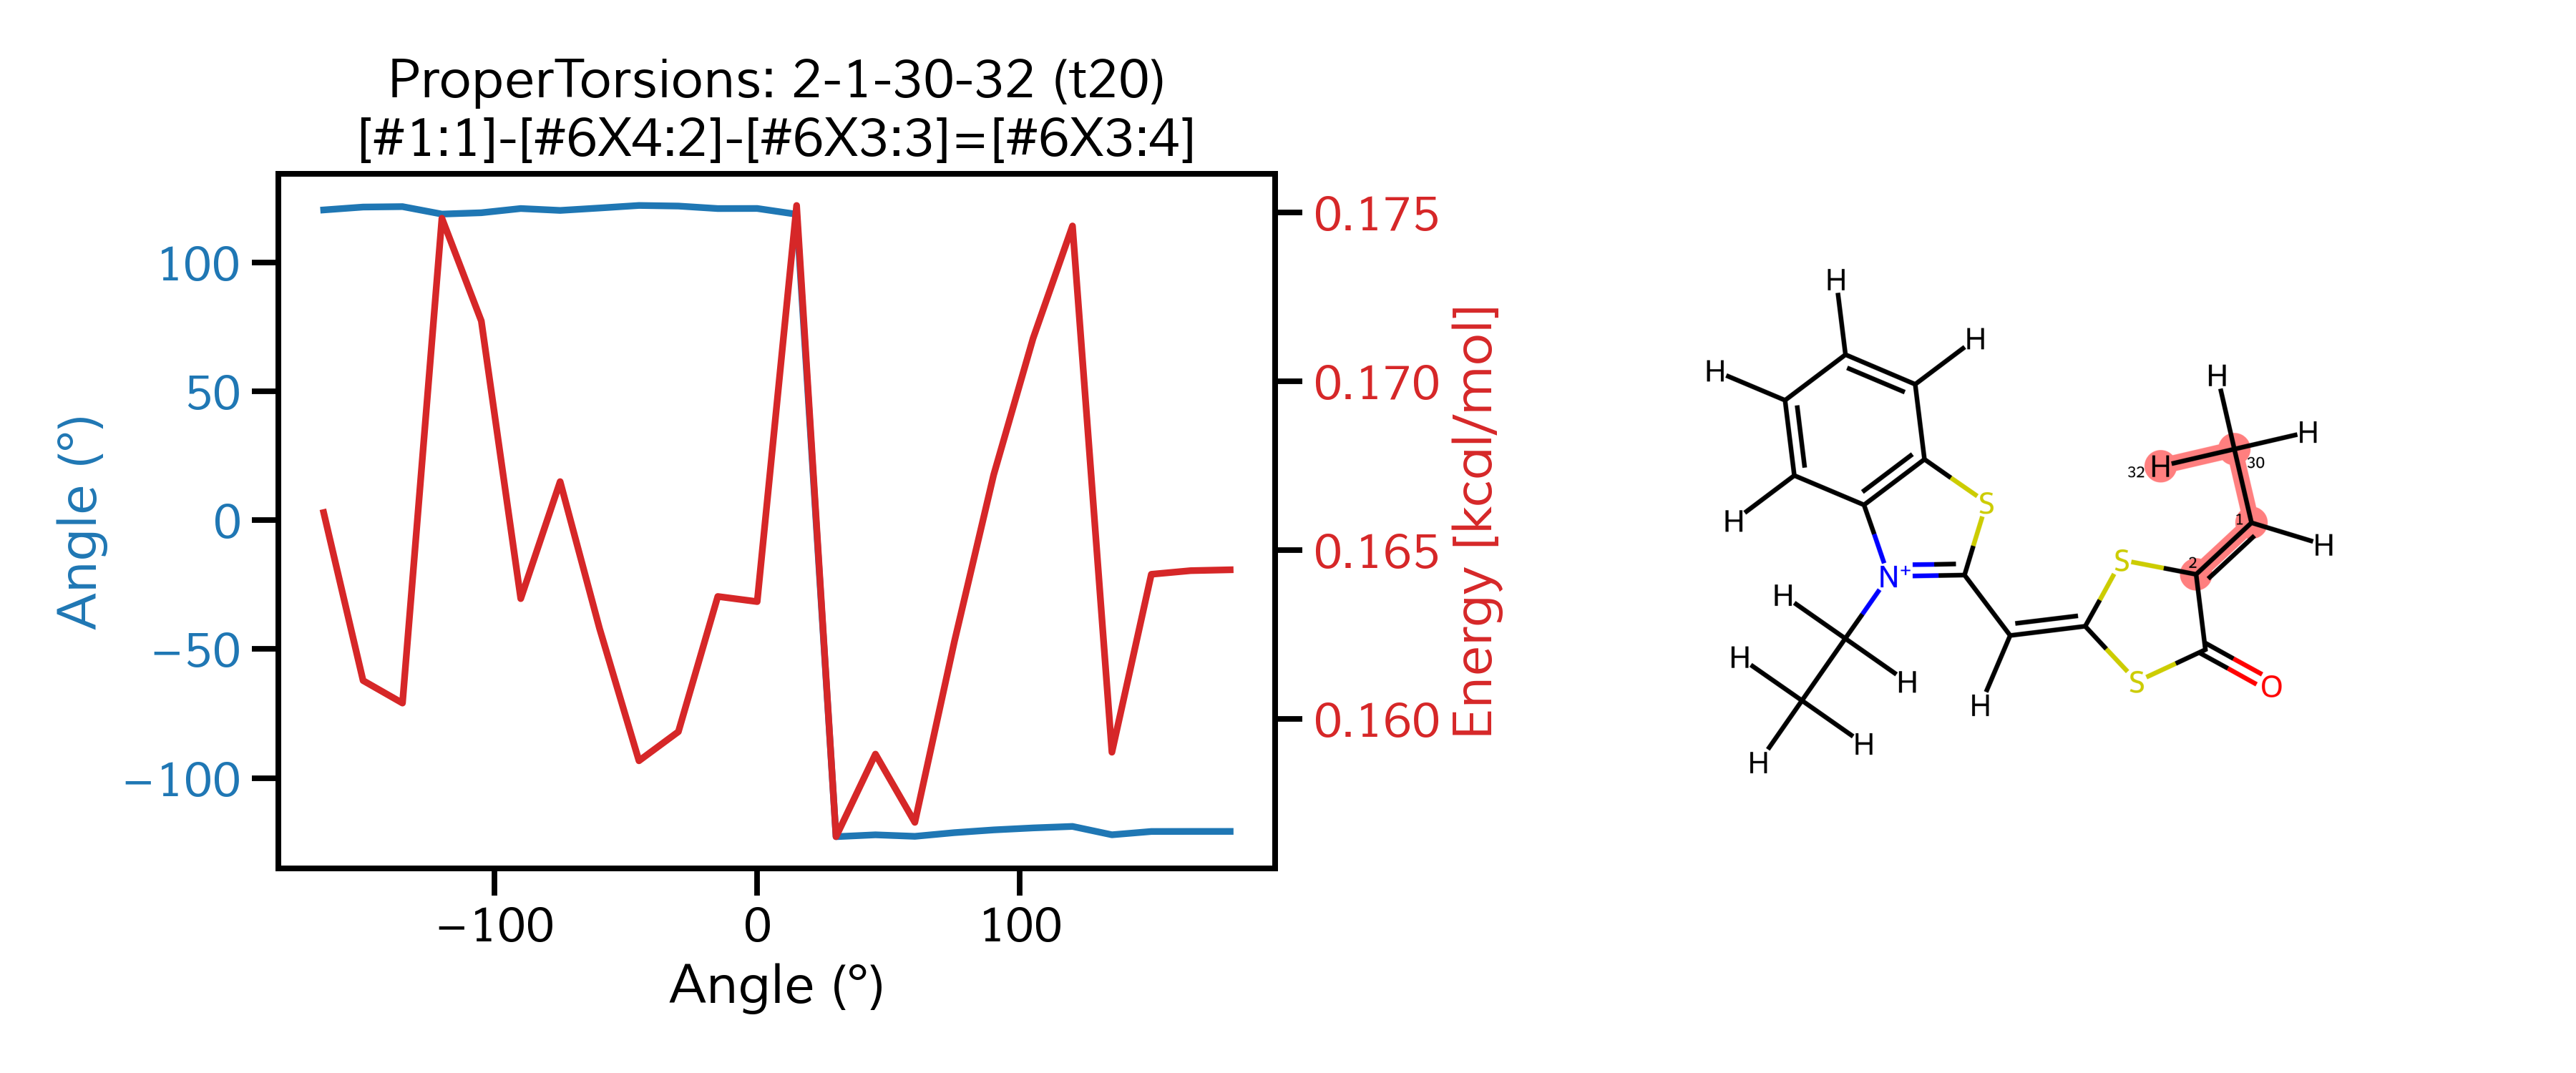 ProperTorsions: 2-1-30-32 (t20)
[#1:1]-[#6X4:2]-[#6X3:3]=[#6X3:4]
Angle (°)
100
50
0
−50
−100
−100
0
100
Angle (°)
0.175
0.170
0.165
0.160
Energy [kcal/mol]
H
H
H
H
H
H
32 H
30
S
1
H
H
2
S
N⁺
H
H
H
S
O
H
H
H